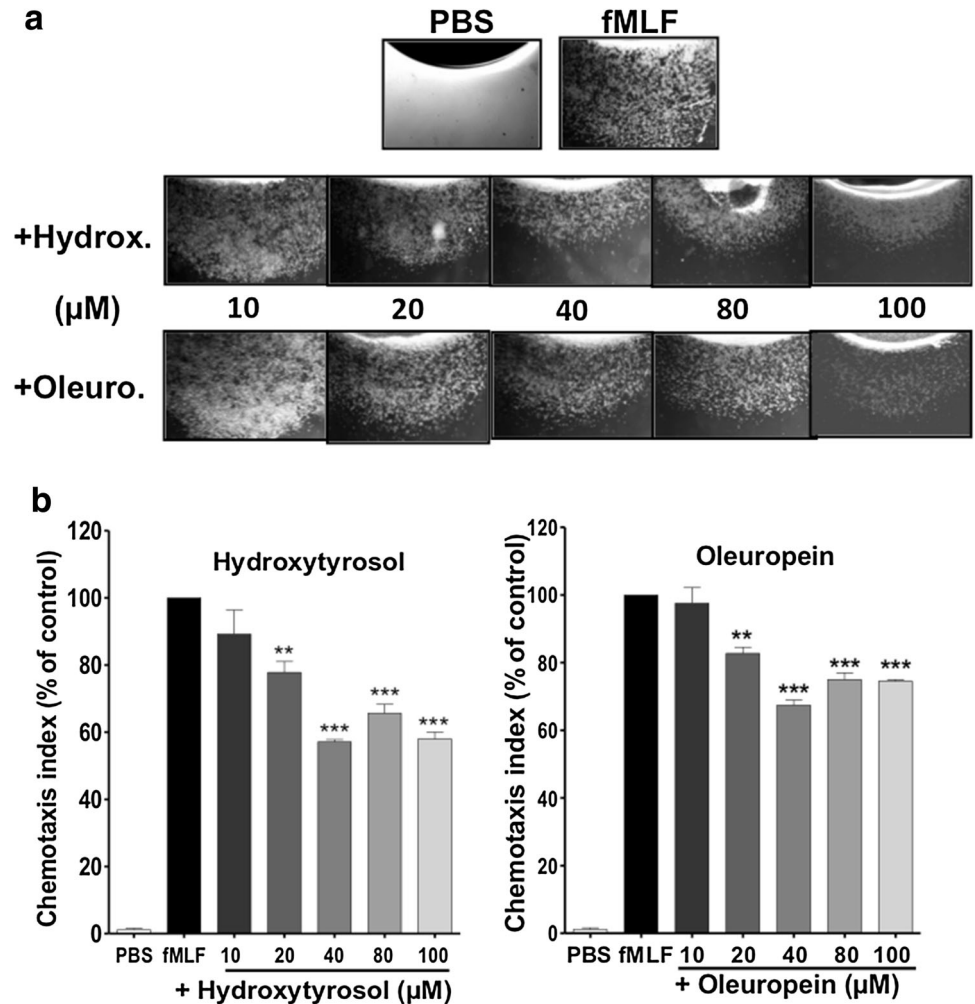 a
PBS fMLF
+Hydrox.
(µM) 10 20 40 80 100
+Oleuro.
b
Chemotaxis index (% of control)
120
100
80
60
40
20
0
Hydroxytyrosol
** *** *** ***
PBS fMLF 10 20 40 80 100
+ Hydroxytyrosol (µM)
Chemotaxis index (% of control)
120
100
80
60
40
20
0
Oleuropein
** *** *** ***
PBS fMLF 10 20 40 80 100
+ Oleuropein (µM)